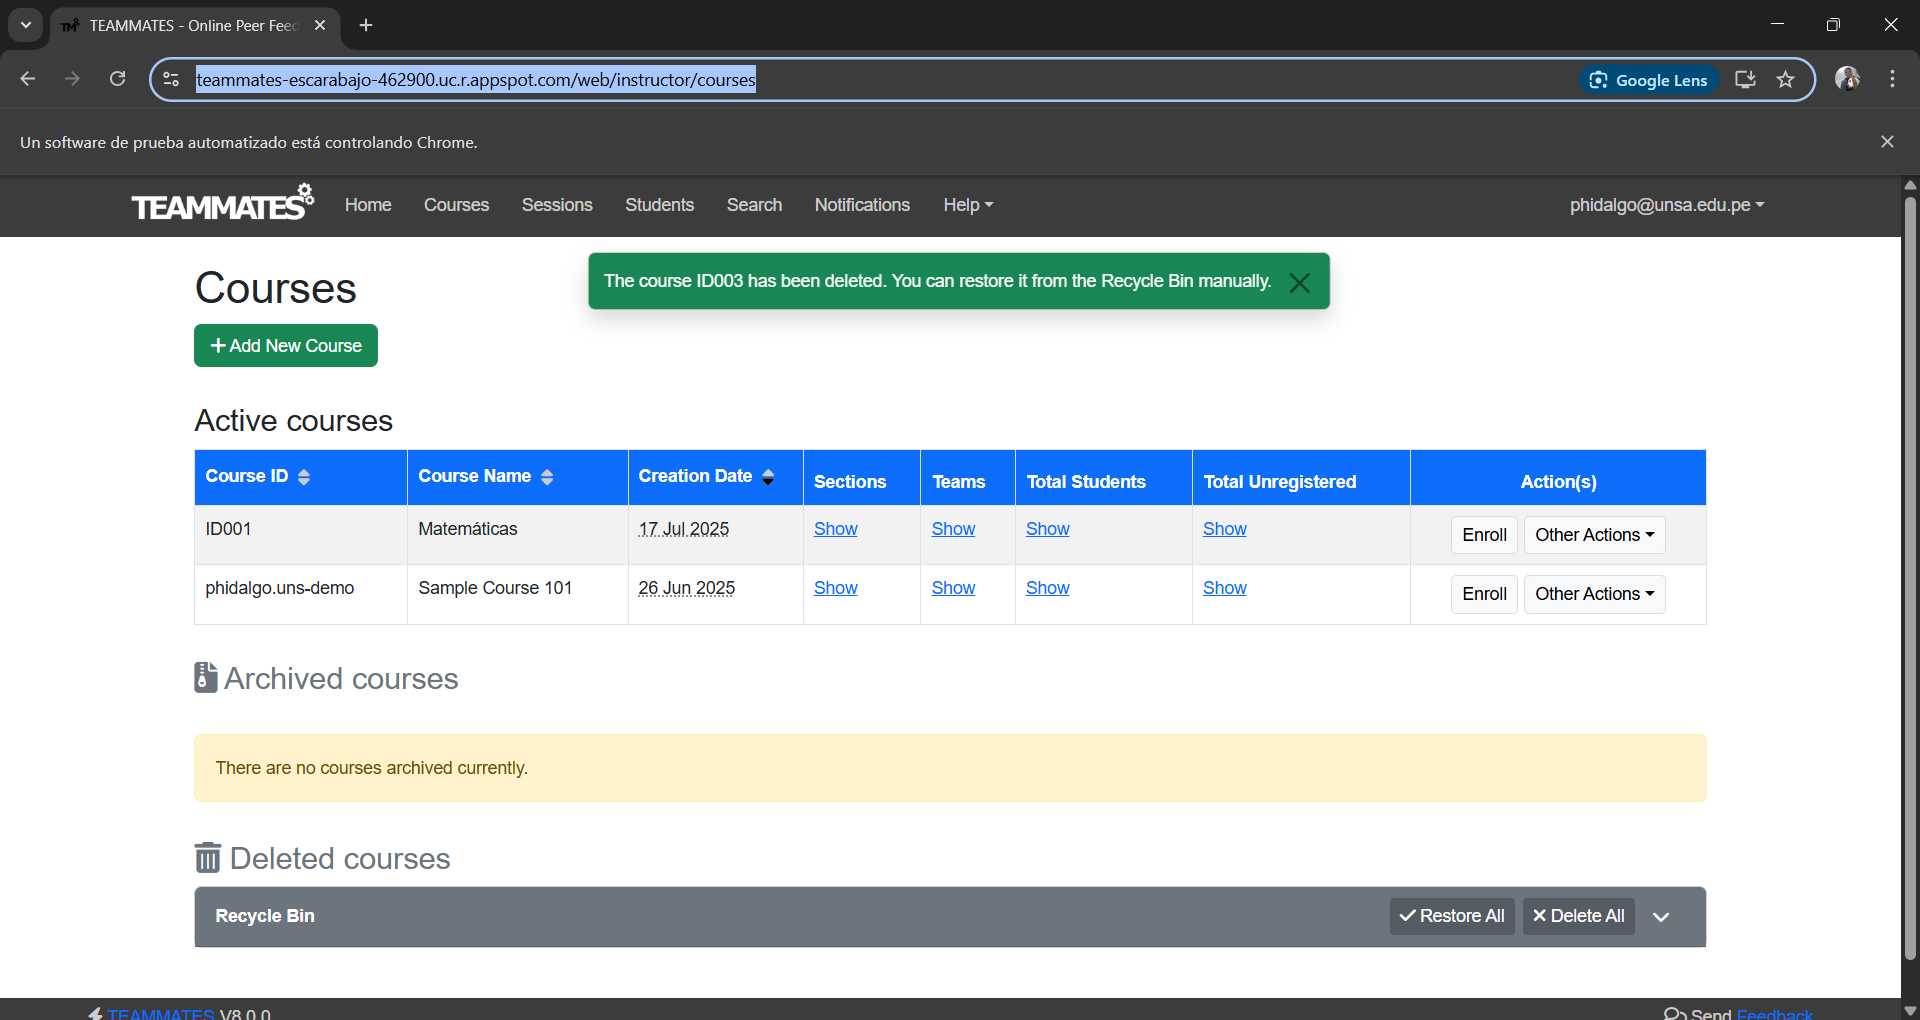 TEAMMATES - Online Peer Feed
teammates-escarabajo-462900.uc.r.appspot.com/web/instructor/courses
Google Lens
Un software de prueba automatizado está controlando Chrome.
TEAMMATES Home Courses Sessions Students Search Notifications Help phidalgo@unsa.edu.pe
The course ID003 has been deleted. You can restore it from the Recycle Bin manually.
Courses
Add New Course
Active courses
Course ID Course Name Creation Date Sections Teams Total Students Total Unregistered Action(s)
ID001 Matemáticas 17 Jul 2025 Show Show Show Show Enroll Other Actions
phidalgo.uns-demo Sample Course 101 26 Jun 2025 Show Show Show Show Enroll Other Actions
Archived courses
There are no courses archived currently.
Deleted courses
Recycle Bin Restore All Delete All
TEAMMATES V8.0.0 Send Feedback